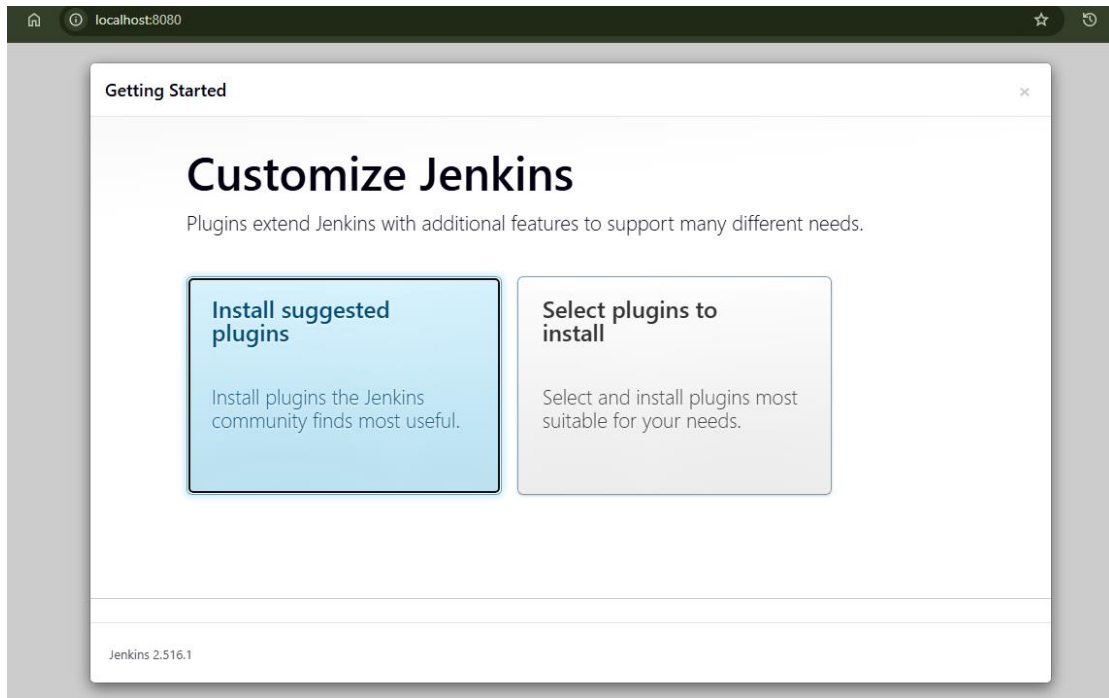 localhost:8080
Getting Started
×
Customize Jenkins
Plugins extend Jenkins with additional features to support many different needs.
Install suggested
plugins
Install plugins the Jenkins
community finds most useful.
Select plugins to
install
Select and install plugins most
suitable for your needs.
Jenkins 2.516.1